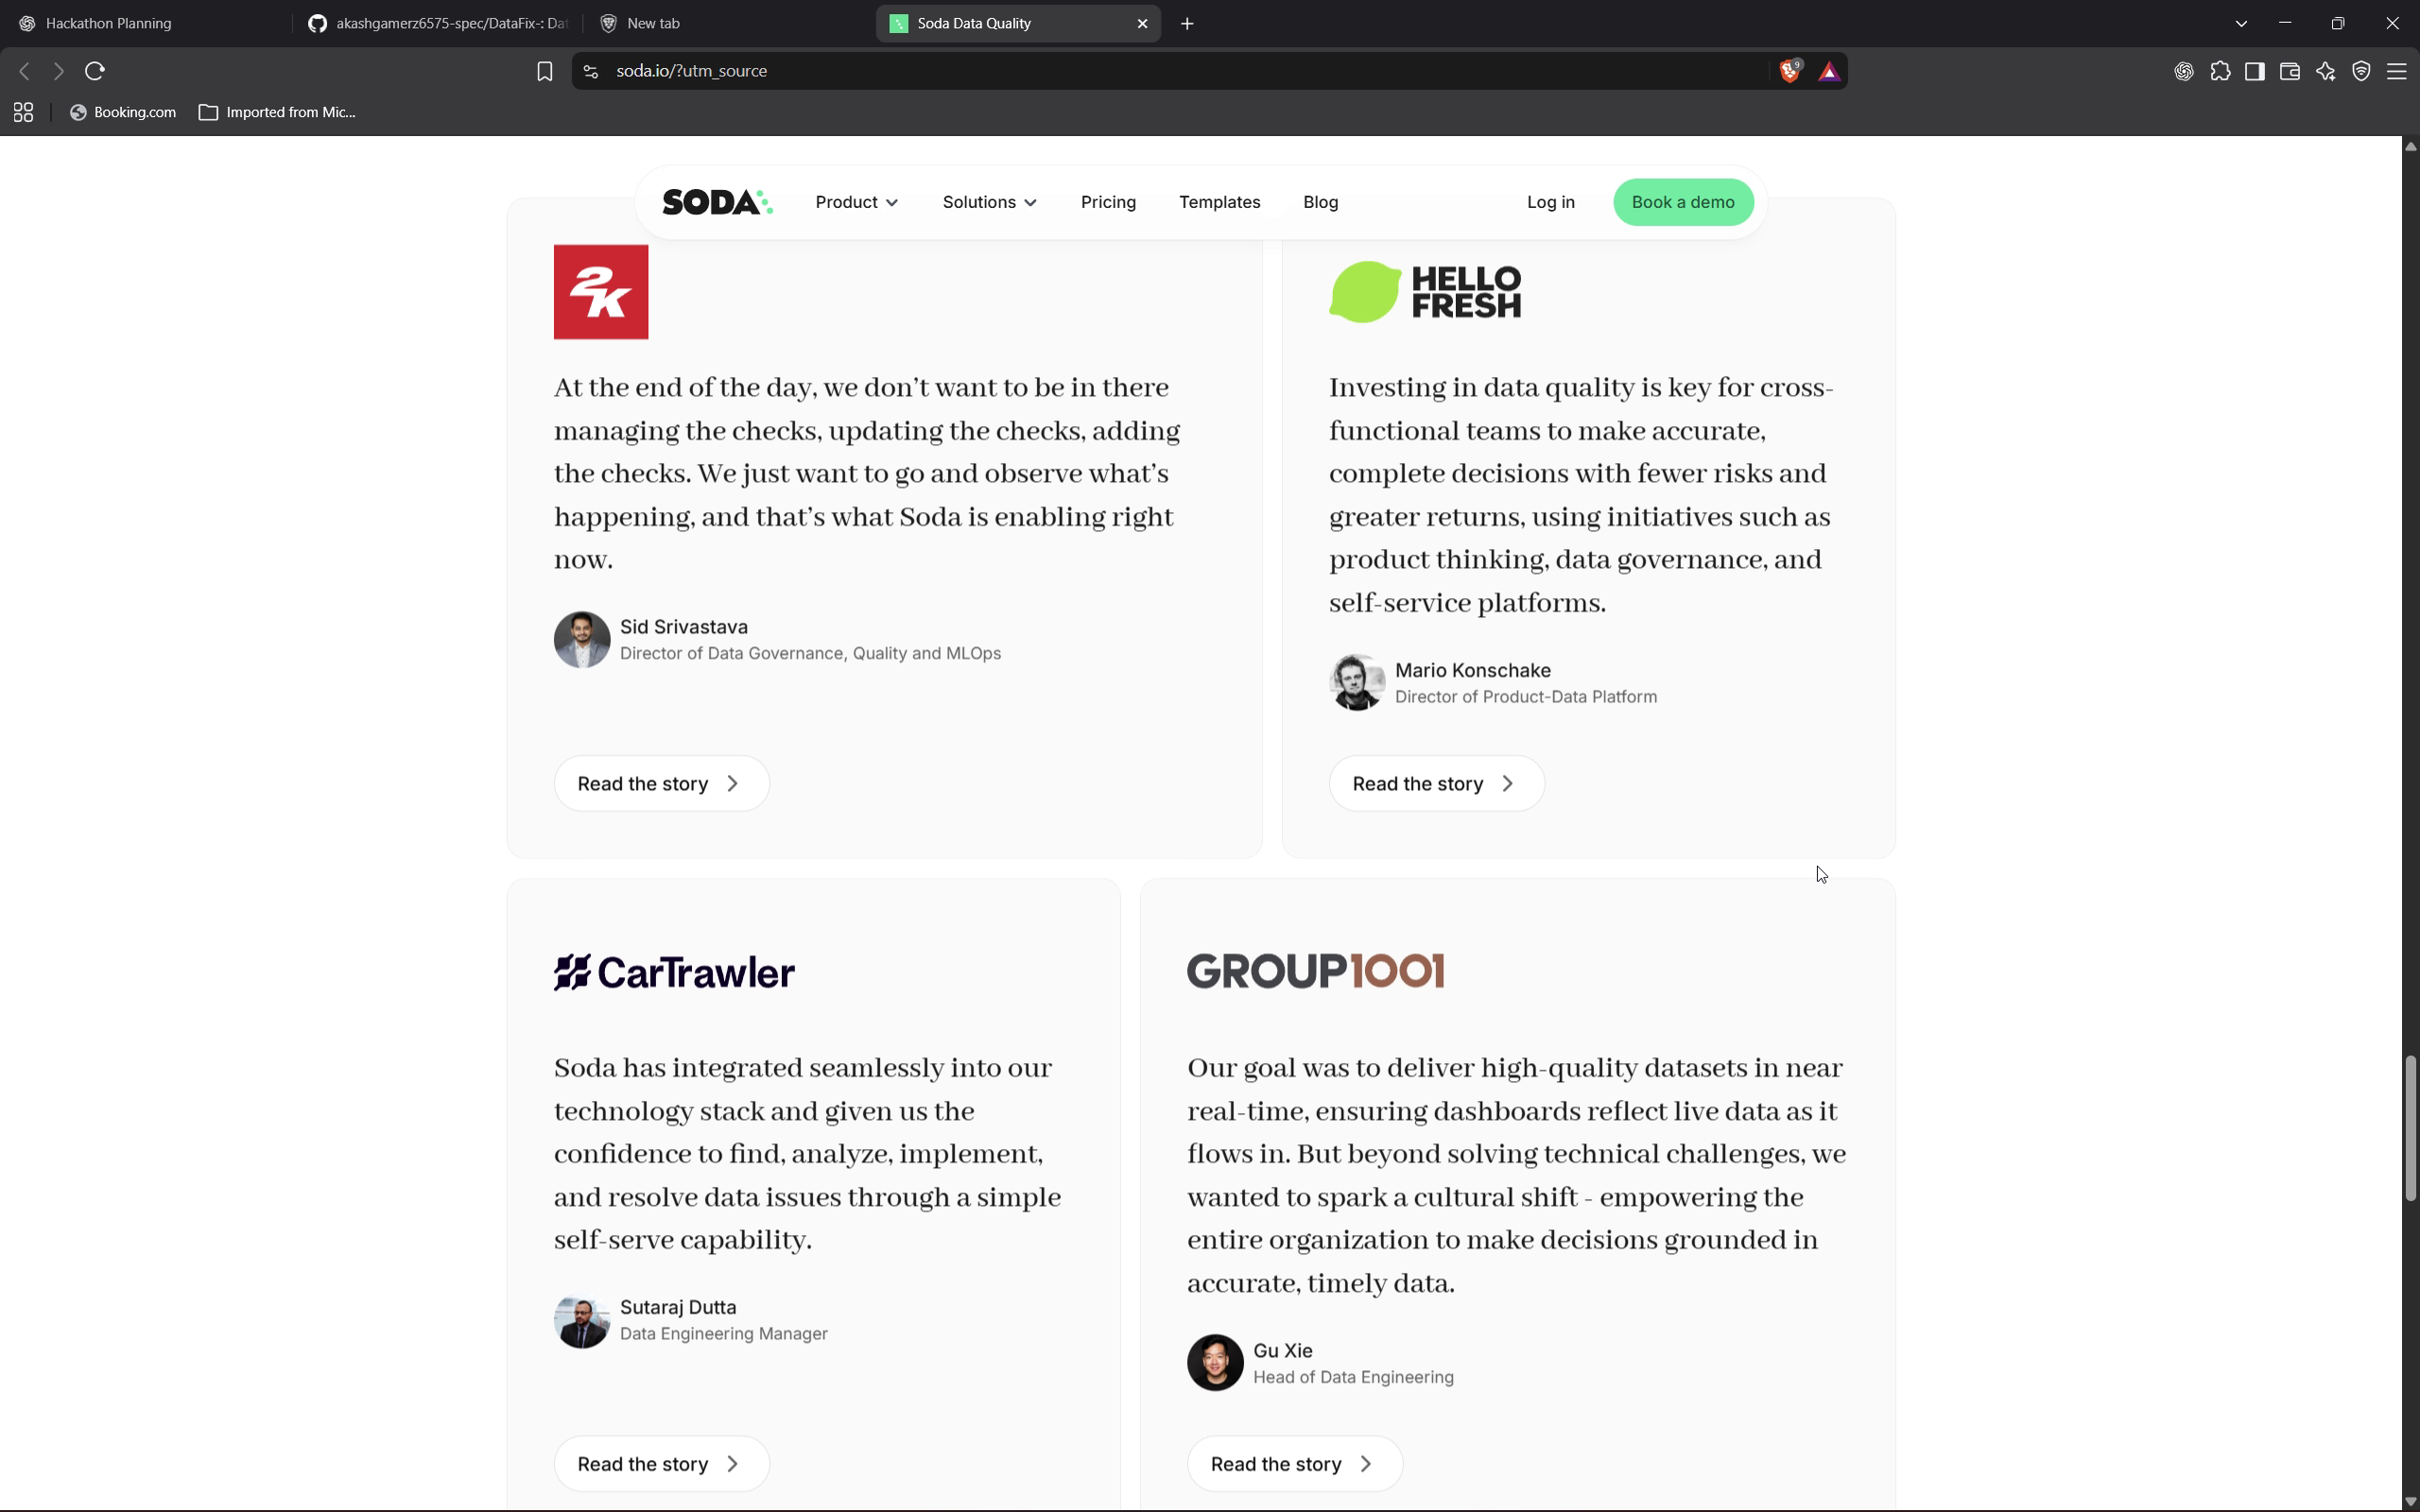 Hackathon Planning
akashgamerz6575-spec/DataFix-: Dat
New tab
Soda Data Quality
soda.io/?utm_source
9
Booking.com
Imported from Mic...
SODA
Product
Solutions
Pricing
Templates
Blog
Log in
Book a demo
2K
At the end of the day, we don’t want to be in there
managing the checks, updating the checks, adding
the checks. We just want to go and observe what’s
happening, and that’s what Soda is enabling right
now.
Sid Srivastava
Director of Data Governance, Quality and MLOps
Read the story
HELLO
FRESH
Investing in data quality is key for cross-
functional teams to make accurate,
complete decisions with fewer risks and
greater returns, using initiatives such as
product thinking, data governance, and
self-service platforms.
Mario Konschake
Director of Product-Data Platform
Read the story
CarTrawler
Soda has integrated seamlessly into our
technology stack and given us the
confidence to find, analyze, implement,
and resolve data issues through a simple
self-serve capability.
Sutaraj Dutta
Data Engineering Manager
Read the story
GROUP1001
Our goal was to deliver high-quality datasets in near
real-time, ensuring dashboards reflect live data as it
flows in. But beyond solving technical challenges, we
wanted to spark a cultural shift - empowering the
entire organization to make decisions grounded in
accurate, timely data.
Gu Xie
Head of Data Engineering
Read the story